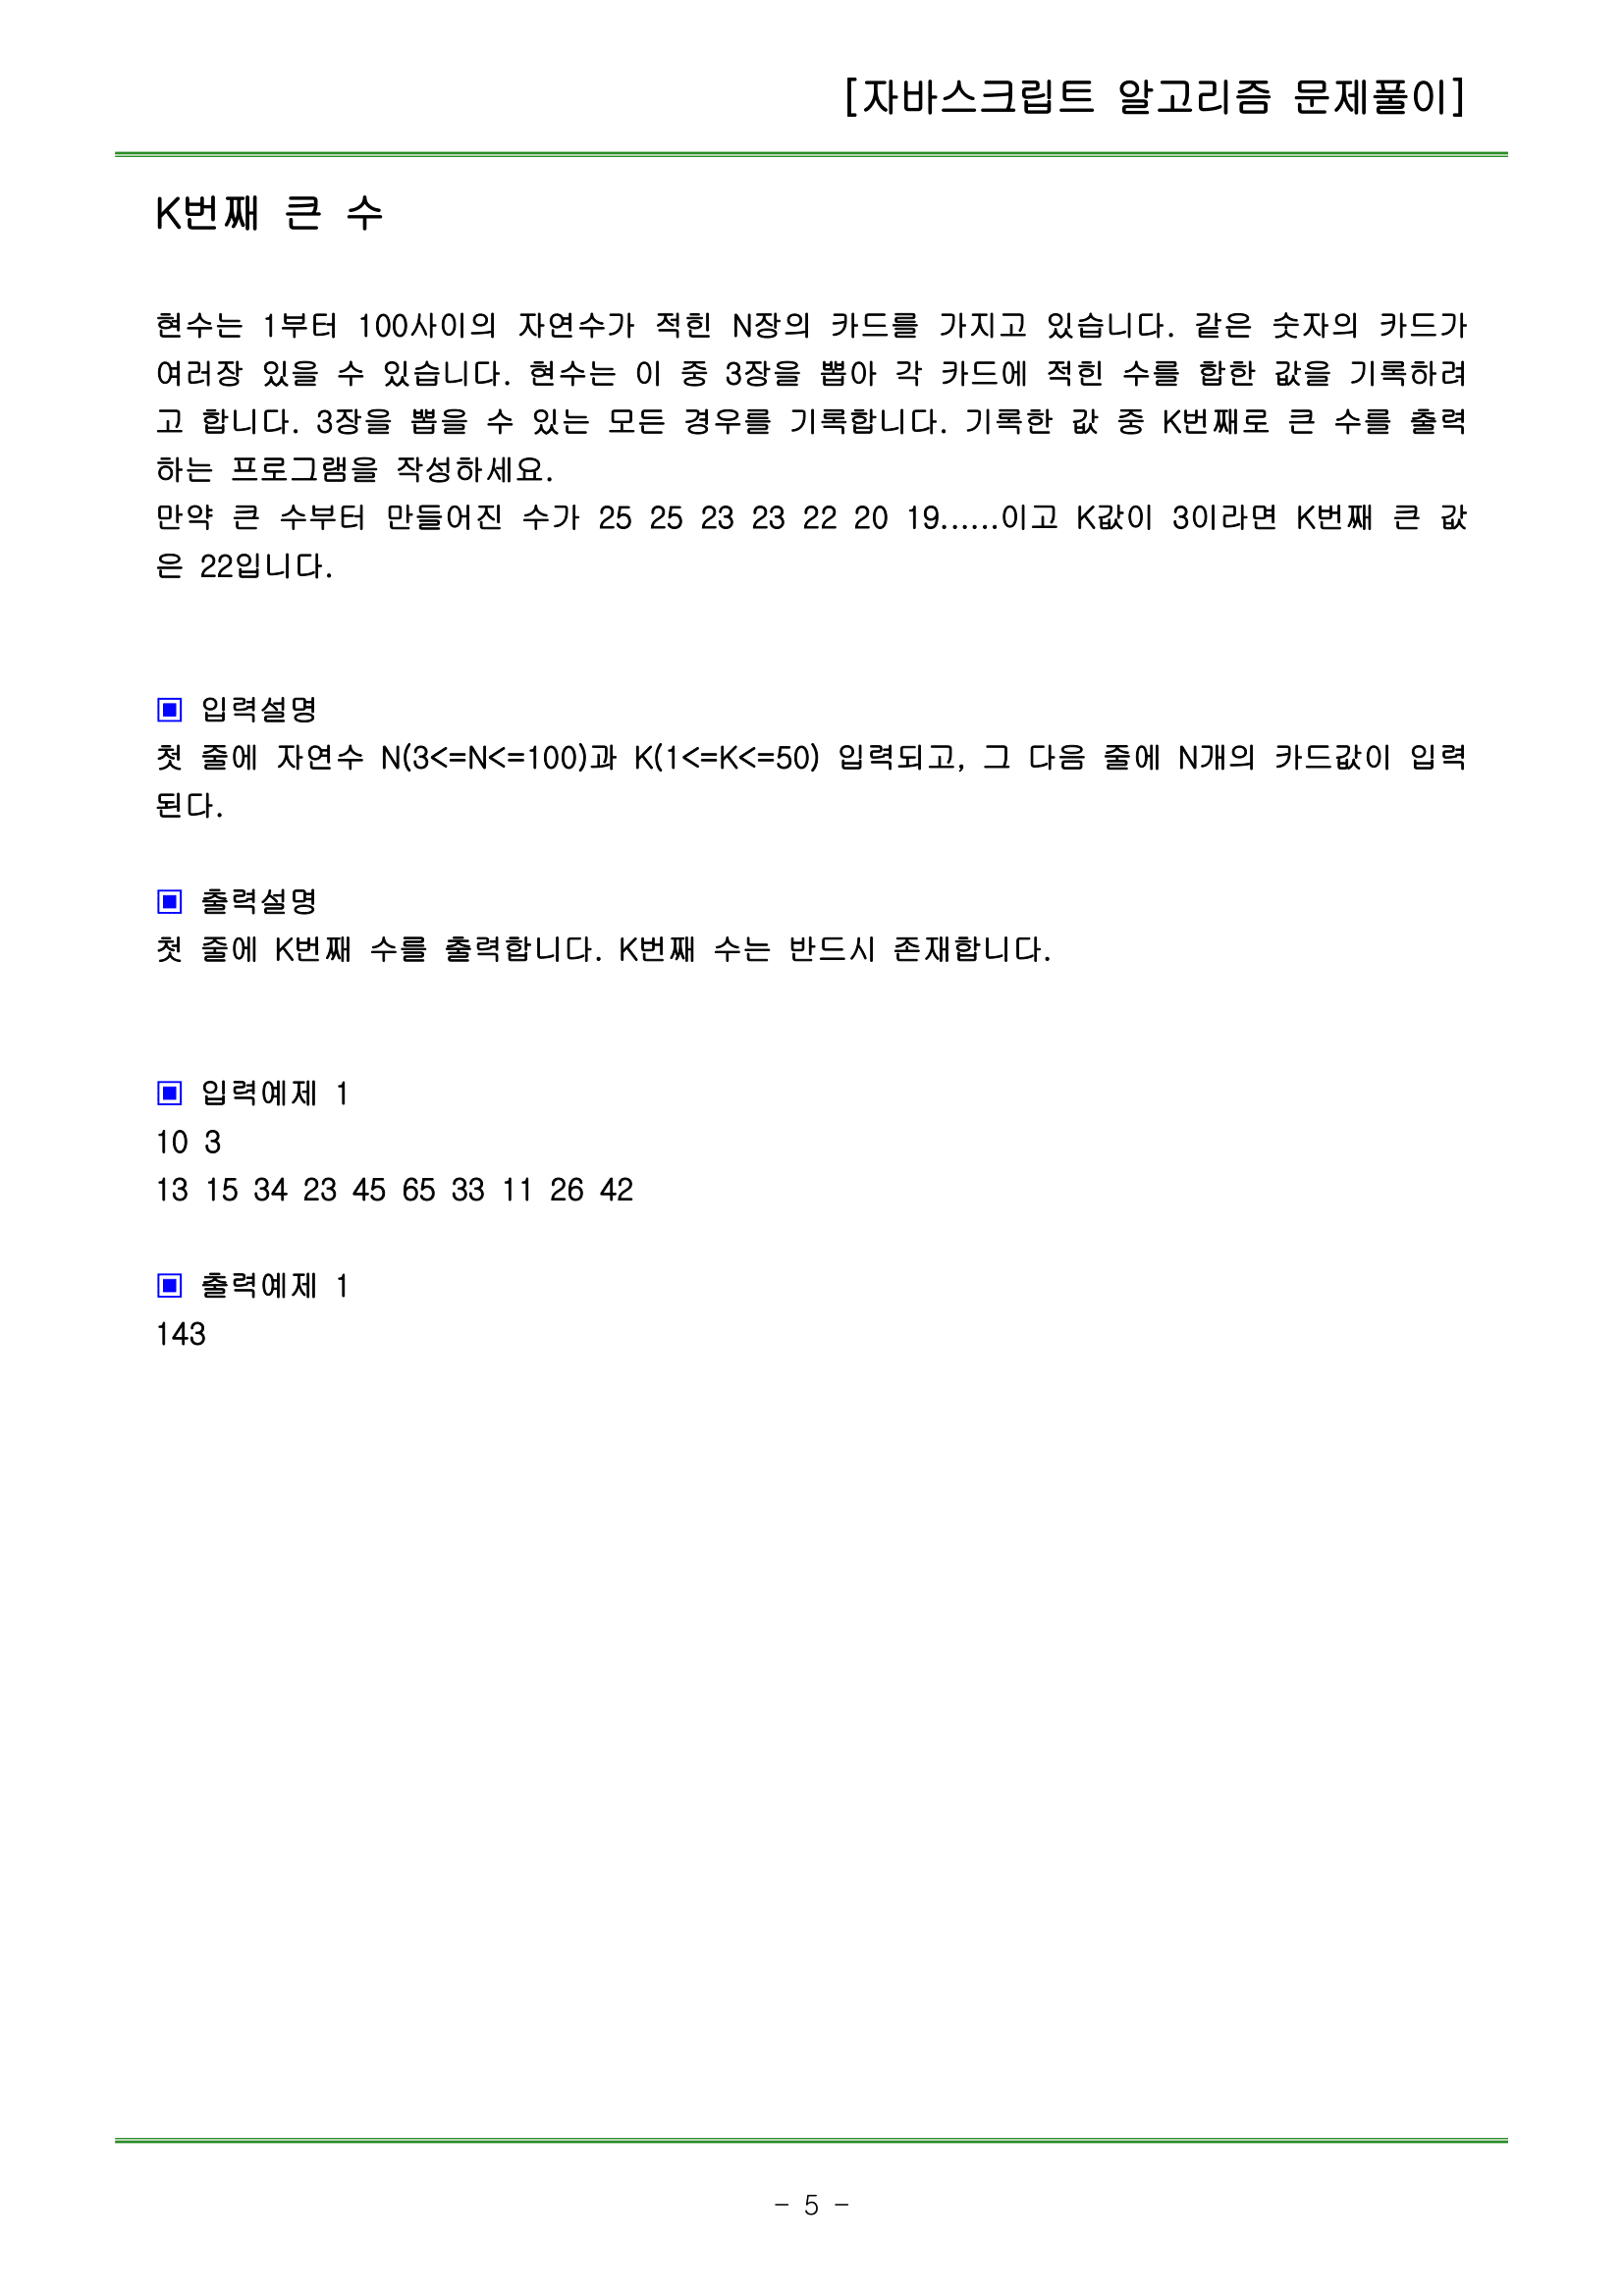 [자바스크립트 알고리즘 문제풀이]
K번째 큰 수
현수는 1부터 100사이의 자연수가 적힌 N장의 카드를 가지고 있습니다. 같은 숫자의 카드가
여러장 있을 수 있습니다. 현수는 이 중 3장을 뽑아 각 카드에 적힌 수를 합한 값을 기록하려
고 합니다. 3장을 뽑을 수 있는 모든 경우를 기록합니다. 기록한 값 중 K번째로 큰 수를 출력
하는 프로그램을 작성하세요.
만약 큰 수부터 만들어진 수가 25 25 23 23 22 20 19......이고 K값이 3이라면 K번째 큰 값
은 22입니다.
▣ 입력설명
첫 줄에 자연수 N(3<=N<=100)과 K(1<=K<=50) 입력되고, 그 다음 줄에 N개의 카드값이 입력
된다.
▣ 출력설명
첫 줄에 K번째 수를 출력합니다. K번째 수는 반드시 존재합니다.
▣ 입력예제 1
10 3
13 15 34 23 45 65 33 11 26 42
▣ 출력예제 1
143
- 5 -